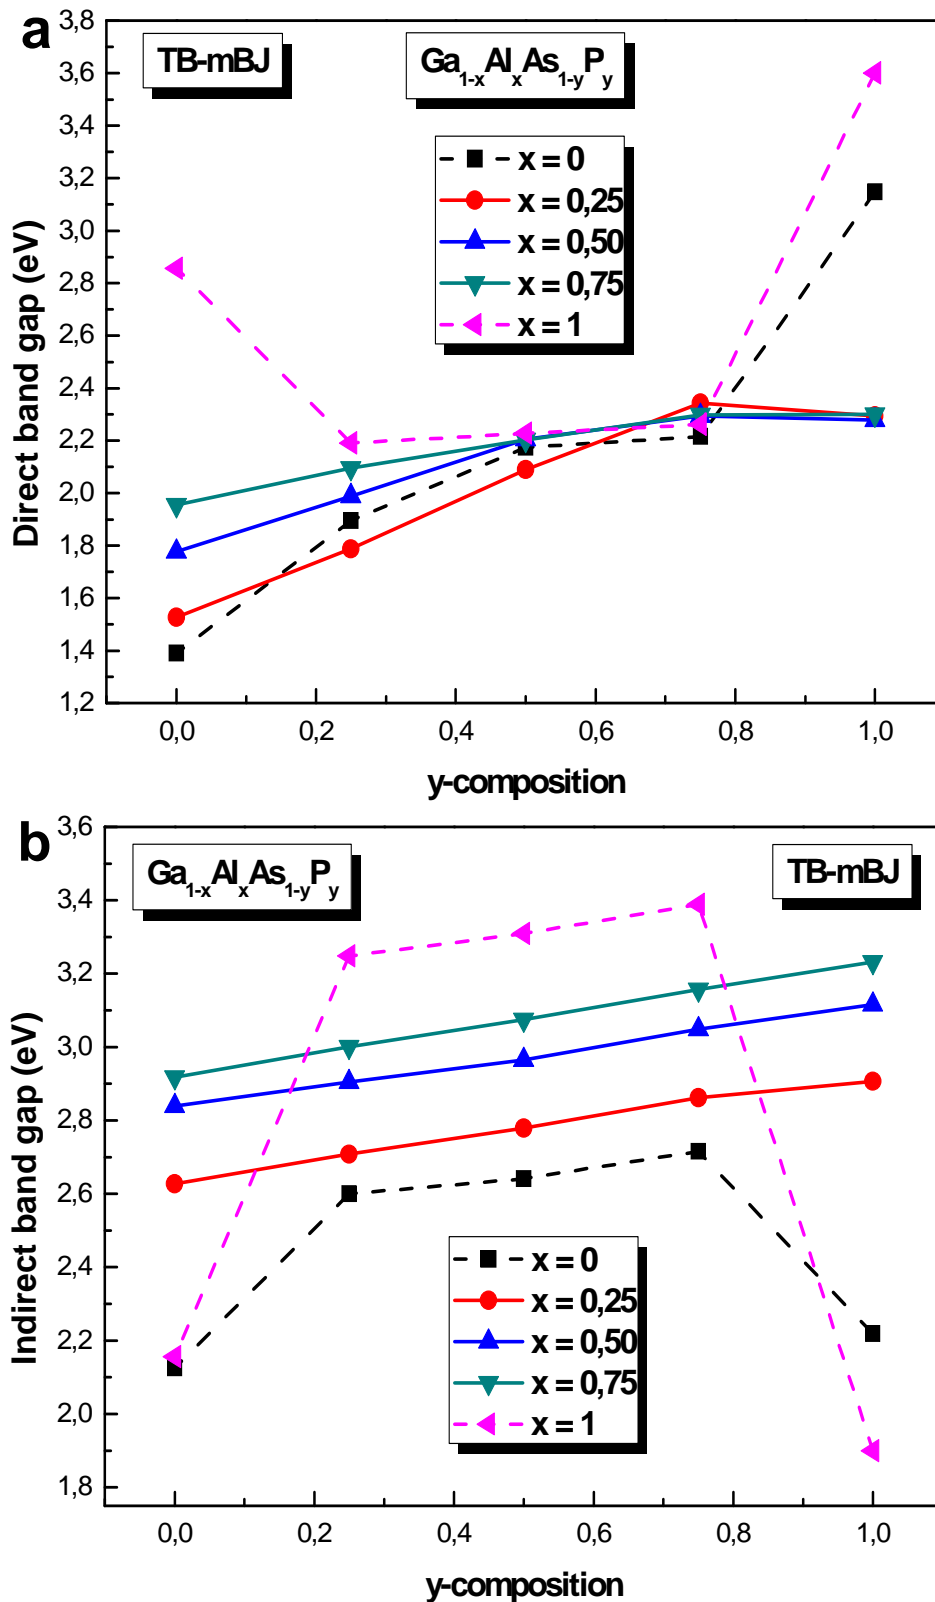 a
TB-mBJ
Ga1-xAlxAs1-yPy
x = 0
x = 0,25
x = 0,50
x = 0,75
x = 1
Direct band gap (eV)
3,8
3,6
3,4
3,2
3,0
2,8
2,6
2,4
2,2
2,0
1,8
1,6
1,4
1,2
0,0 0,2 0,4 0,6 0,8 1,0
y-composition
b
Ga1-xAlxAs1-yPy
TB-mBJ
x = 0
x = 0,25
x = 0,50
x = 0,75
x = 1
Indirect band gap (eV)
3,6
3,4
3,2
3,0
2,8
2,6
2,4
2,2
2,0
1,8
0,0 0,2 0,4 0,6 0,8 1,0
y-composition